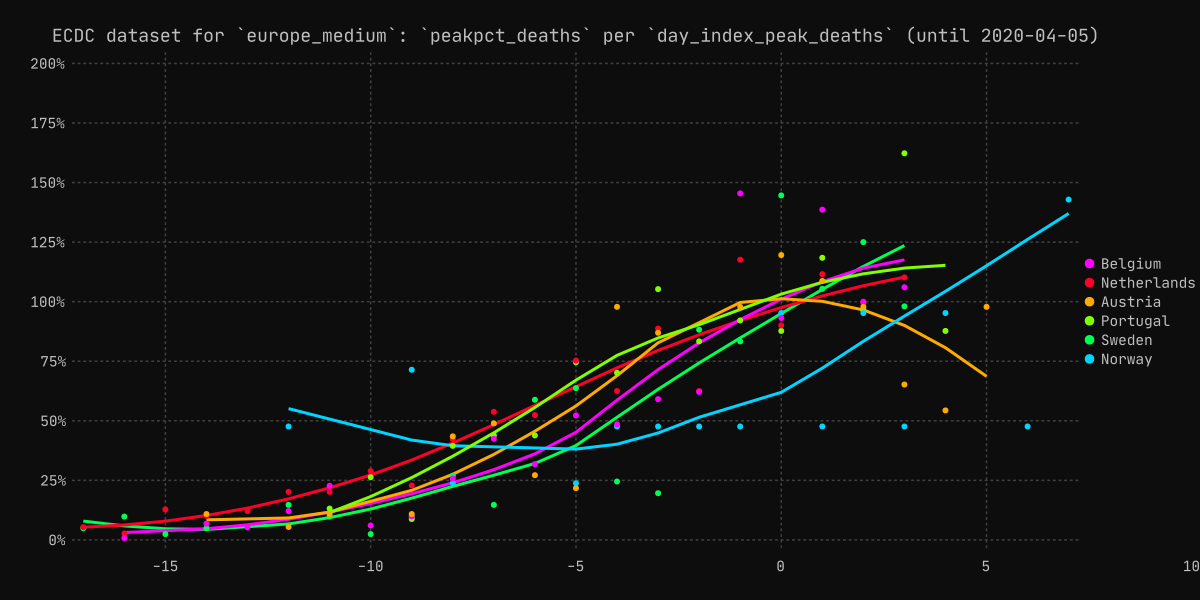 ECDC dataset for `europe_medium`: `peakpct_deaths` per `day_index_peak_deaths` (until 2020-04-05)
200%
175%
150%
125%
100%
75%
50%
25%
0%
-15
-10
-5
0
5
10
Belgium
Netherlands
Austria
Portugal
Sweden
Norway